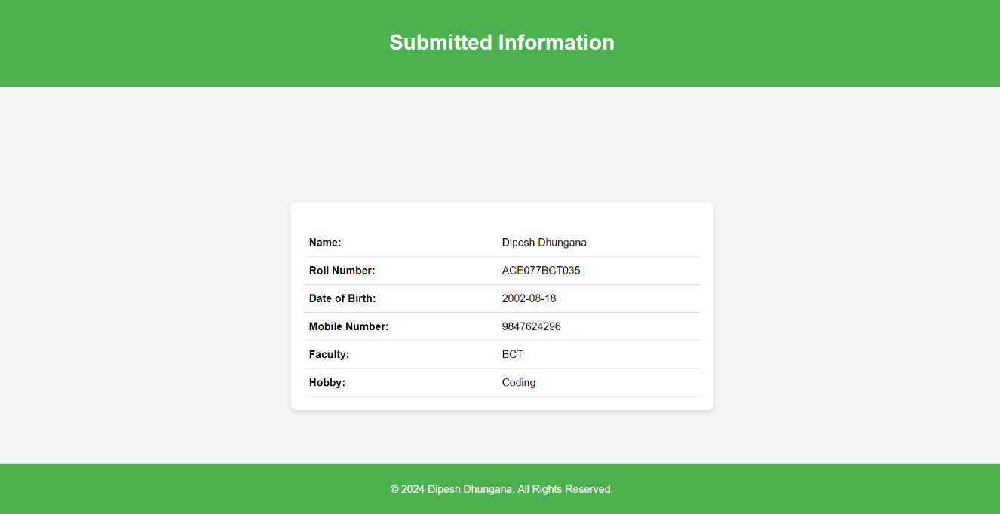 Submitted Information
Name: Dipesh Dhungana
Roll Number: ACE077BCT035
Date of Birth: 2002-08-18
Mobile Number: 9847624296
Faculty: BCT
Hobby: Coding
© 2024 Dipesh Dhungana. All Rights Reserved.